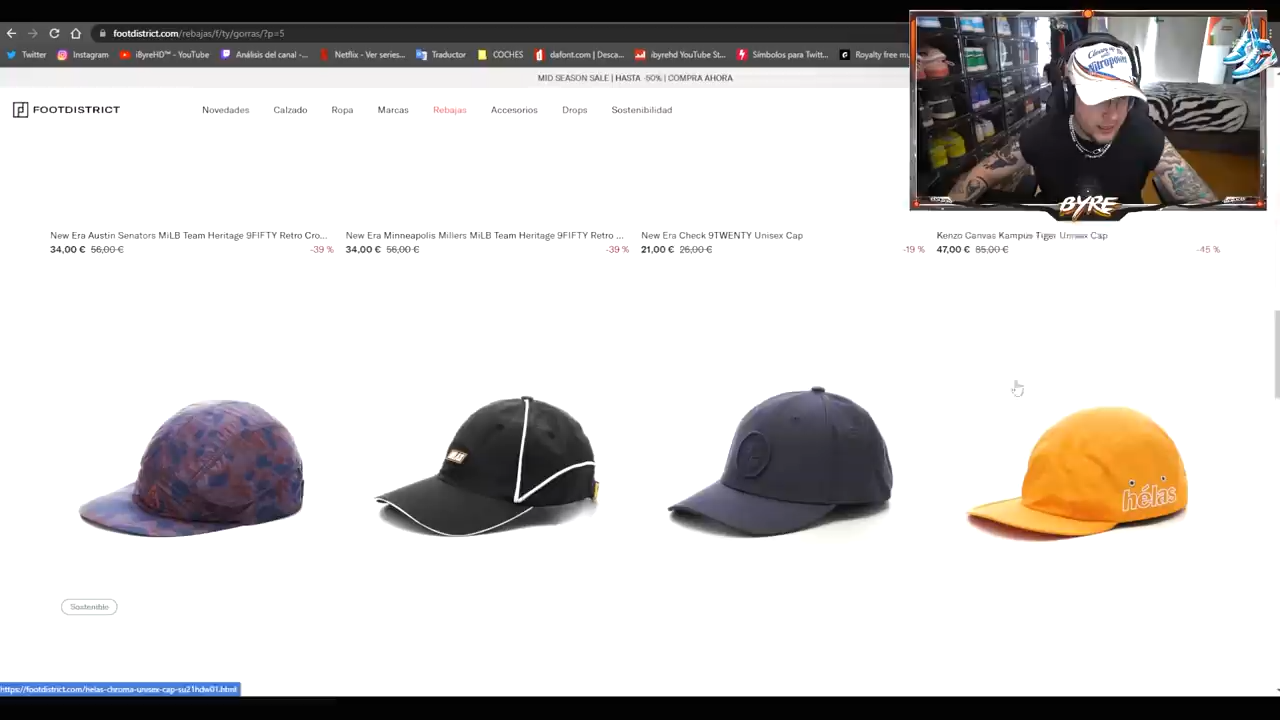 footdistrict.com/rebajas/f/ty/gorras/?p=5
Twitter Instagram iByreHD™ - YouTube Análisis del canal -... Netflix - Ver series... Traductor COCHES dafont.com | Desca... ibyrehd YouTube St... Símbolos para Twitt... Royalty free mu
MID SEASON SALE | HASTA -50% | COMPRA AHORA
FOOTDISTRICT Novedades Calzado Ropa Marcas Rebajas Accesorios Drops Sostenibilidad
Nitropower
BYRE
New Era Austin Senators MiLB Team Heritage 9FIFTY Retro Cro...
34,00 € 56,00 € -39 %
New Era Minneapolis Millers MiLB Team Heritage 9FIFTY Retro ...
34,00 € 56,00 € -39 %
New Era Check 9TWENTY Unisex Cap
21,00 € 26,00 € -19 %
Kenzo Canvas Kampus Tiger Unisex Cap
47,00 € 85,00 € -45 %
hélas
Sostenible
https://footdistrict.com/helas-chroma-unisex-cap-su21hdw01.html